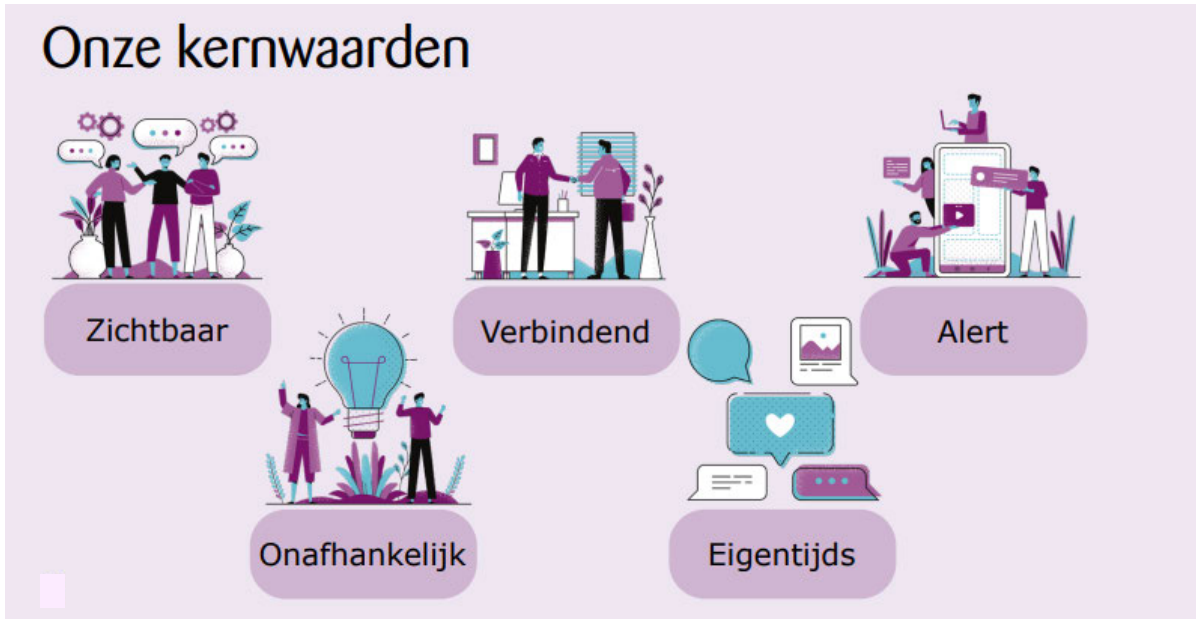 Onze kernwaarden
Zichtbaar
Verbindend
Alert
Onafhankelijk
Eigentijds